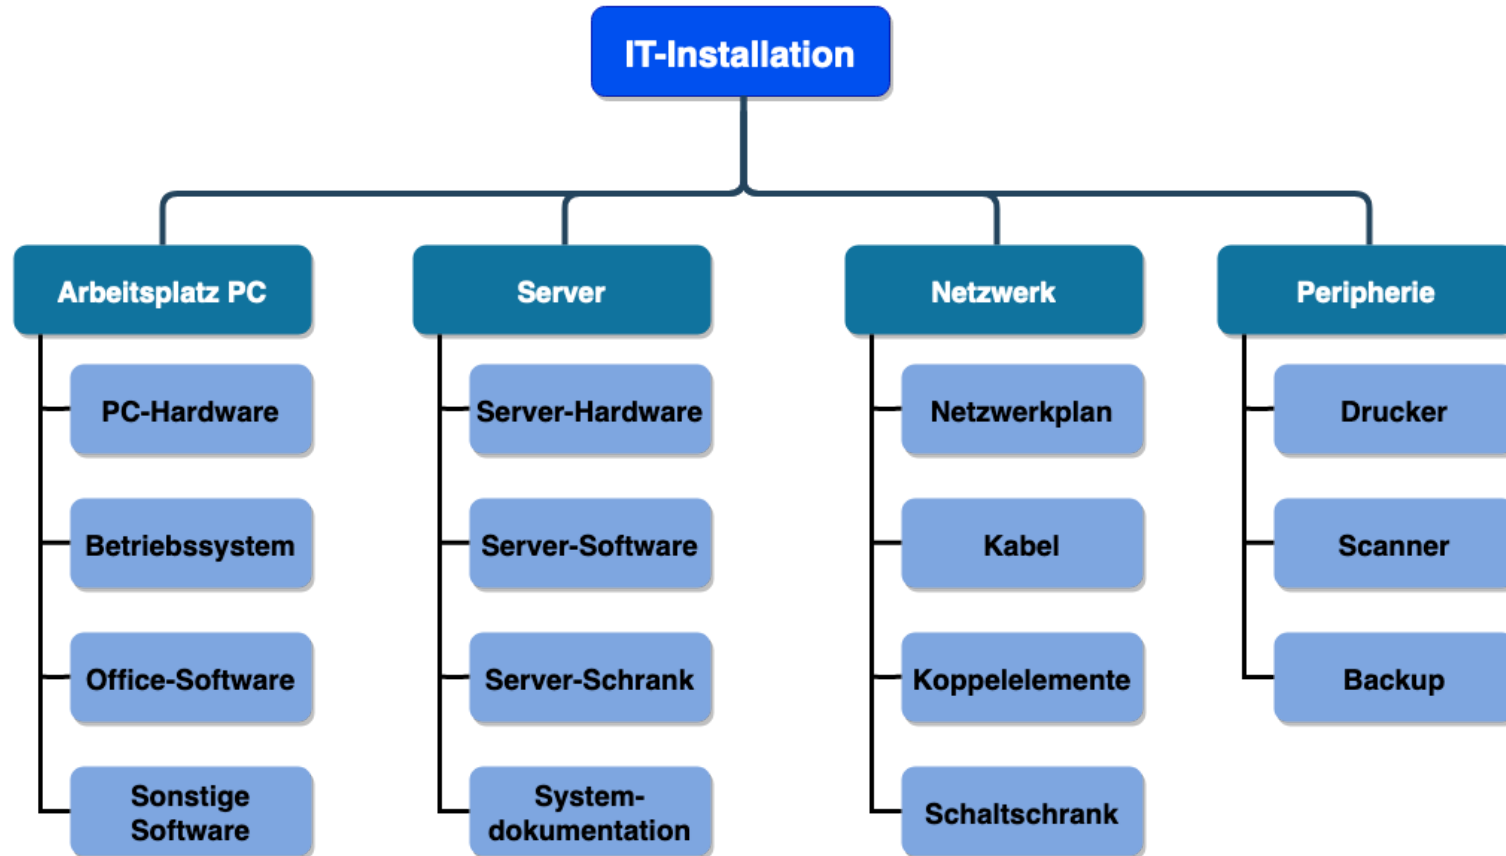 IT-Installation
Arbeitsplatz PC
PC-Hardware
Betriebssystem
Office-Software
Sonstige
Software
Server
Server-Hardware
Server-Software
Server-Schrank
System-
dokumentation
Netzwerk
Netzwerkplan
Kabel
Koppelelemente
Schaltschrank
Peripherie
Drucker
Scanner
Backup